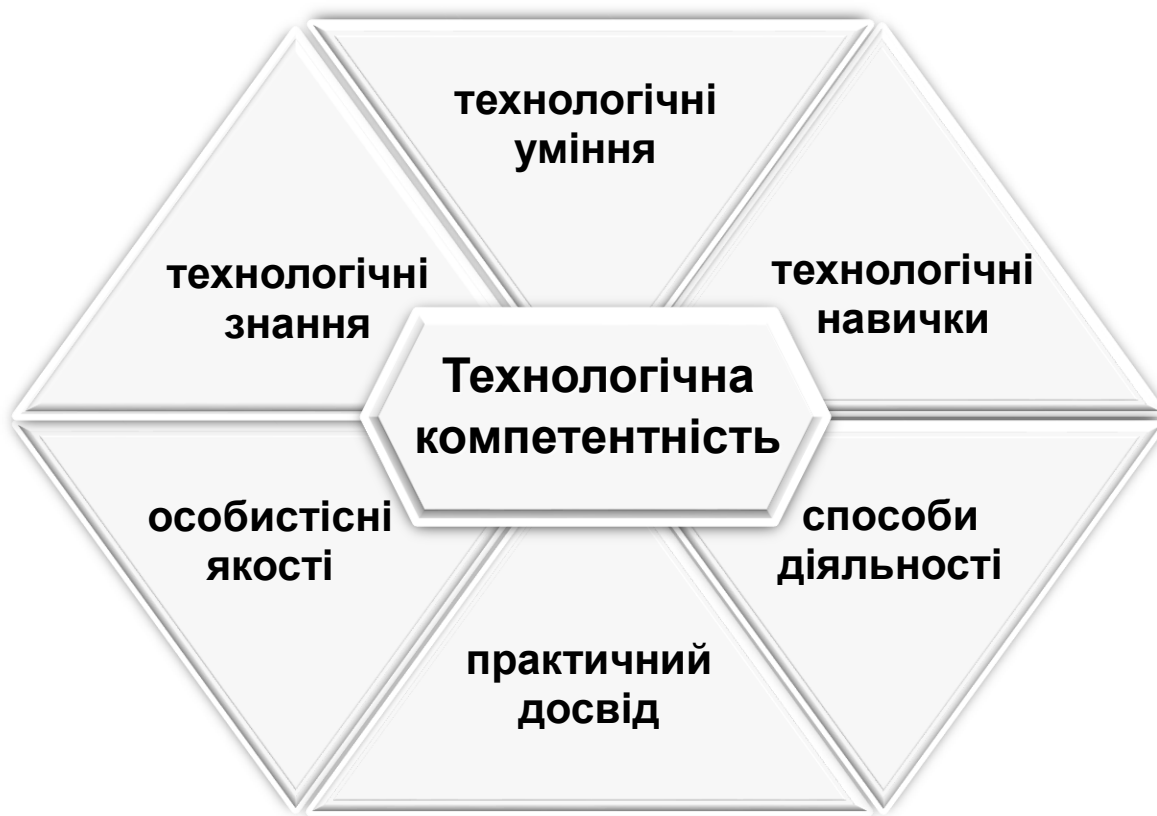 технологічні
уміння
технологічні
знання
технологічні
навички
Технологічна
компетентність
особистісні
якості
способи
діяльності
практичний
досвід